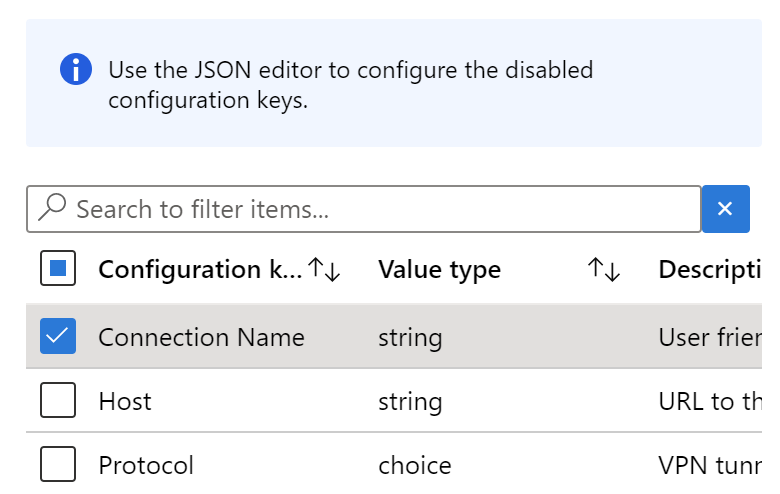 Use the JSON editor to configure the disabled
configuration keys.
Search to filter items...
Configuration k... Value type Descripti
Connection Name string User frien
Host string URL to th
Protocol choice VPN tunn